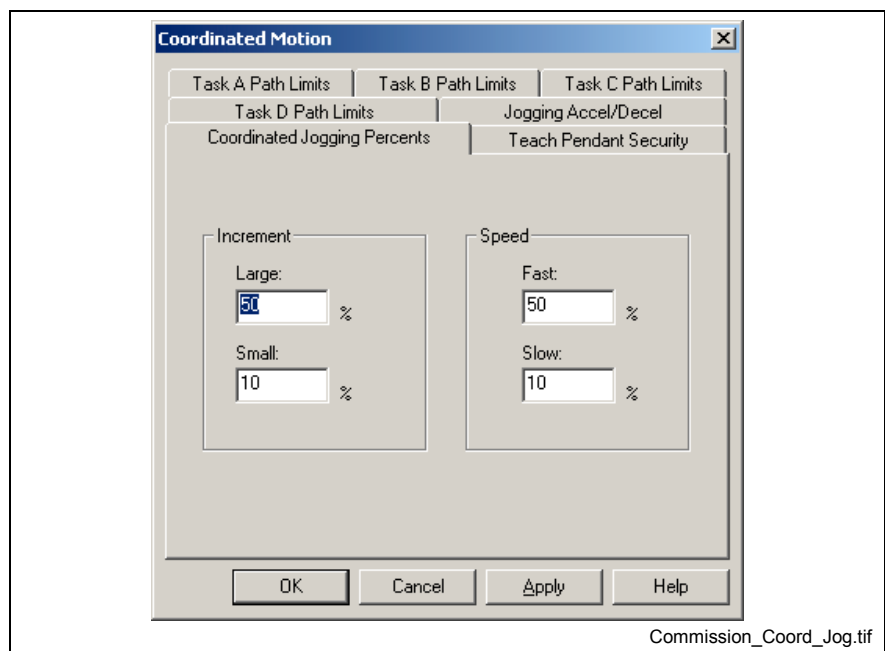 Coordinated Motion
Task A Path Limits Task B Path Limits Task C Path Limits
Task D Path Limits Jogging Accel/Decel
Coordinated Jogging Percents Teach Pendant Security
Increment
Large:
50 %
Small:
10 %
Speed
Fast:
50 %
Slow:
10 %
OK Cancel Apply Help
Commission_Coord_Jog.tif